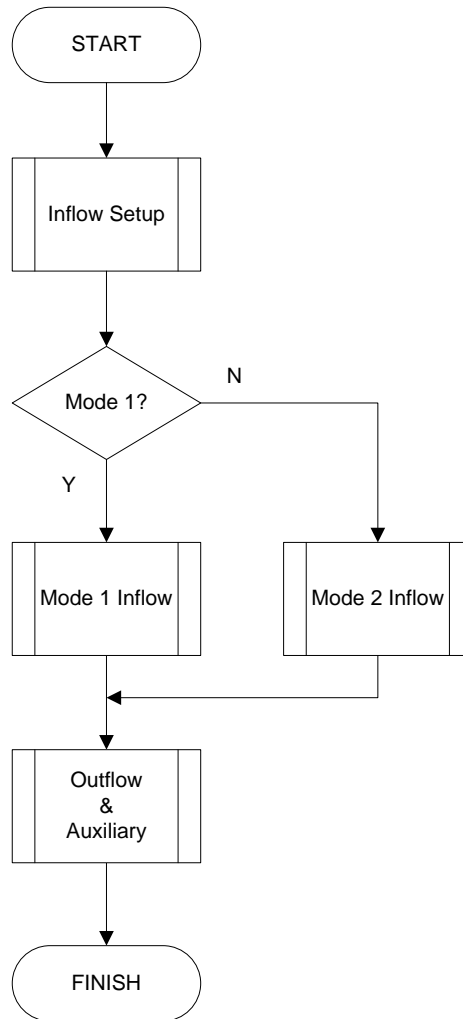 START
Inflow Setup
Mode 1?
N
Y
Mode 1 Inflow
Mode 2 Inflow
Outflow
&
Auxiliary
FINISH